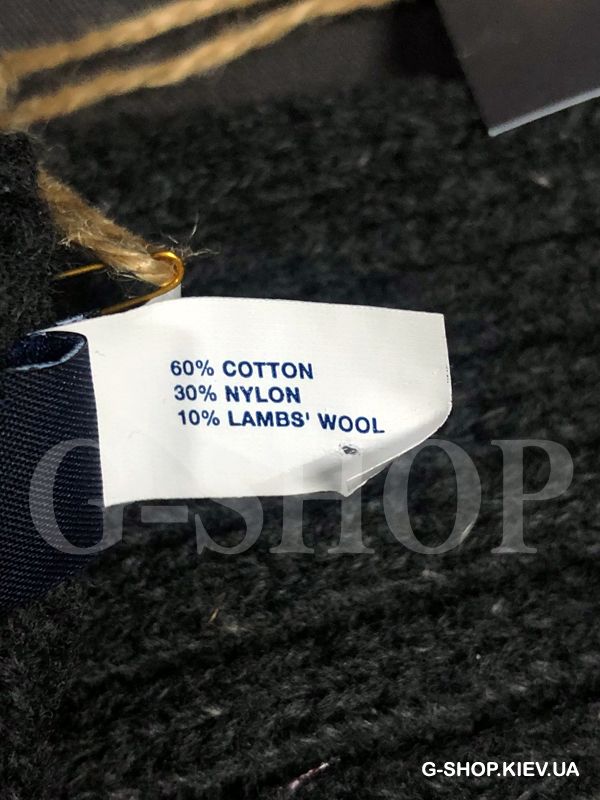 60% COTTON
30% NYLON
10% LAMBS' WOOL
G-SHOP
G-SHOP.KIEV.UA